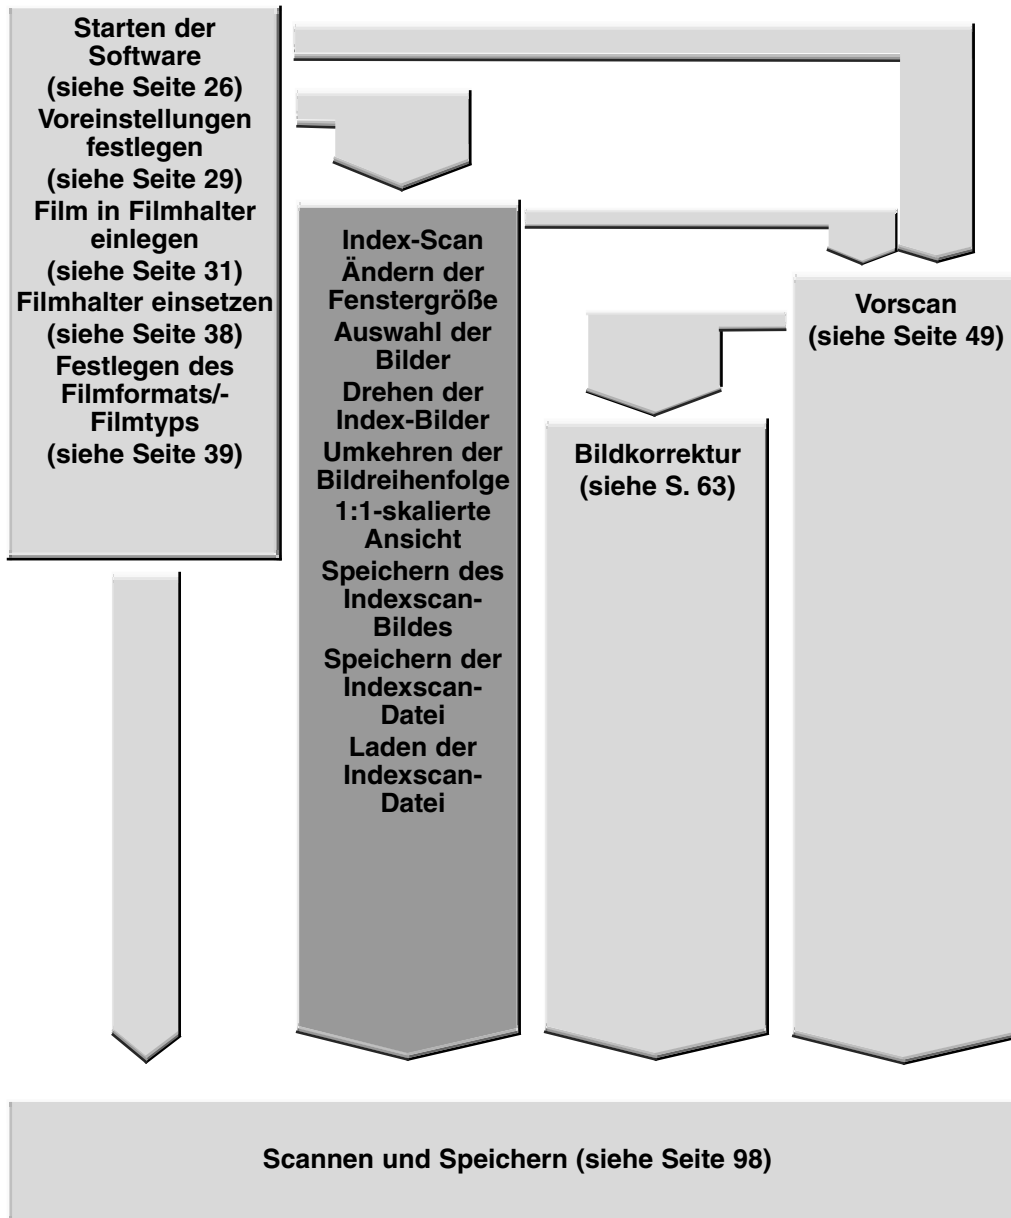 Starten der
Software
(siehe Seite 26)
Voreinstellungen
festlegen
(siehe Seite 29)
Film in Filmhalter
einlegen
(siehe Seite 31)
Filmhalter einsetzen
(siehe Seite 38)
Festlegen des
Filmformats/-
Filmtyps
(siehe Seite 39)
Index-Scan
Ändern der
Fenstergröße
Auswahl der
Bilder
Drehen der
Index-Bilder
Umkehren der
Bildreihenfolge
1:1-skalierte
Ansicht
Speichern des
Indexscan-
Bildes
Speichern der
Indexscan-
Datei
Laden der
Indexscan-
Datei
Bildkorrektur
(siehe S. 63)
Vorscan
(siehe Seite 49)
Scannen und Speichern (siehe Seite 98)